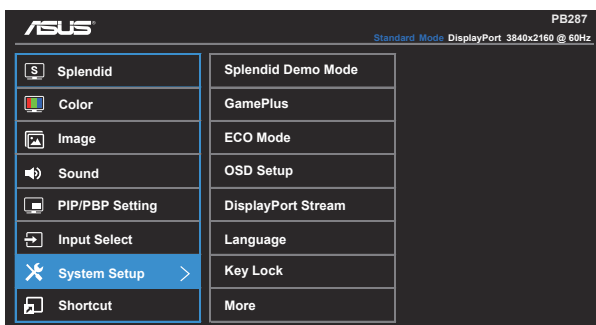 ASUS
PB287
Standard Mode DisplayPort 3840x2160 @ 60Hz
S Splendid
Color
Image
Sound
PIP/PBP Setting
Input Select
System Setup >
Shortcut
Splendid Demo Mode
GamePlus
ECO Mode
OSD Setup
DisplayPort Stream
Language
Key Lock
More